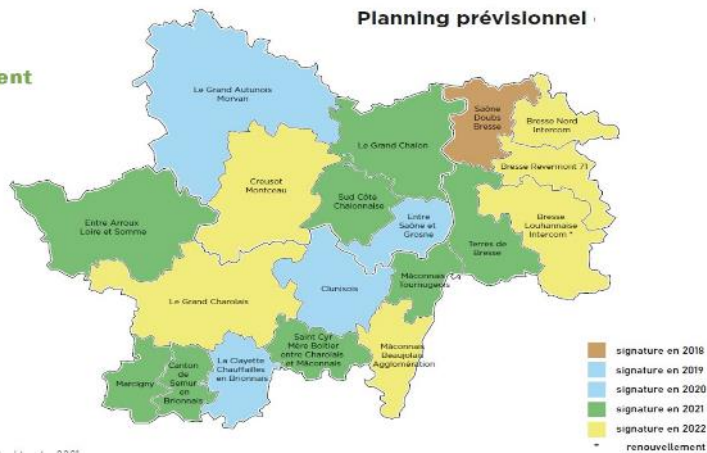 Planning prévisionnel
ent
Le Grand Autunois
Morvan
Saône
Doubs
Bresse
Bresse Nord
Intercom
Le Grand Chalon
Bresse Revermont 71
Creusot
Montceau
Sud Côte
Chalonnaise
Entre
Saône et
Grosne
Bresse
Louhannaise
Intercom *
Entre Arroux
Loire et Somme
Terres de
Bresse
Mâconnais
Tournugeois
Clunisois
Le Grand Charolais
Saint Cyr
Mère Boitier
entre Charolais
et Mâconnais
Mâconnais
Beaujolais
Agglomération
La Clayette
Chauffailles
en Brionnais
Canton
de
Semur
en
Brionnais
Marcigny
signature en 2018
signature en 2019
signature en 2020
signature en 2021
signature en 2022
* renouvellement